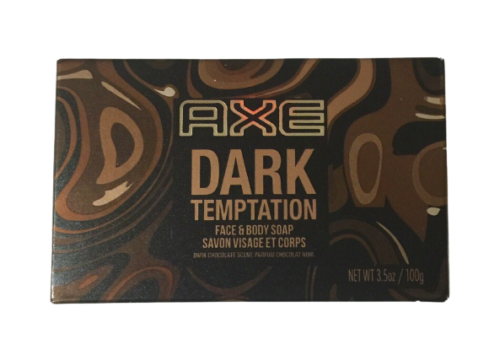 AXE
DARK
TEMPTATION
FACE & BODY SOAP
SAVON VISAGE ET CORPS
DARK CHOCOLATE SCENT/PARFUM CHOCOLAT NOIR
NET WT 3.5oz / 100g